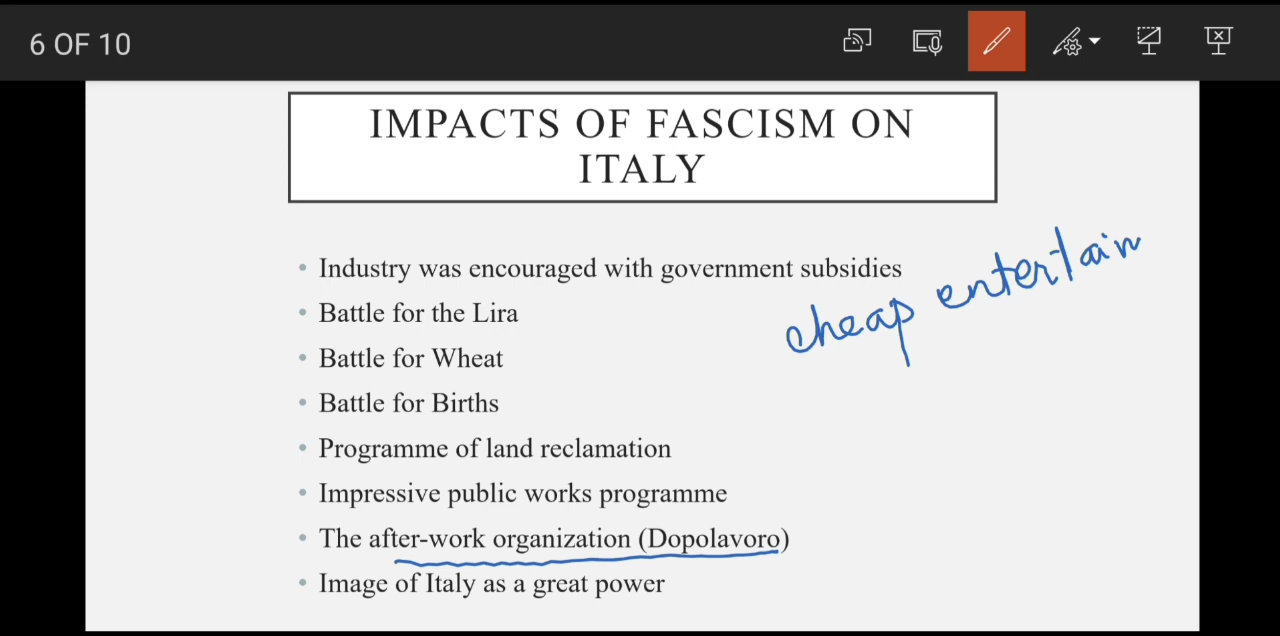 6 OF 10
IMPACTS OF FASCISM ON
ITALY
• Industry was encouraged with government subsidies
• Battle for the Lira
• Battle for Wheat
• Battle for Births
• Programme of land reclamation
• Impressive public works programme
• The after-work organization (Dopolavoro)
• Image of Italy as a great power
cheap entertain